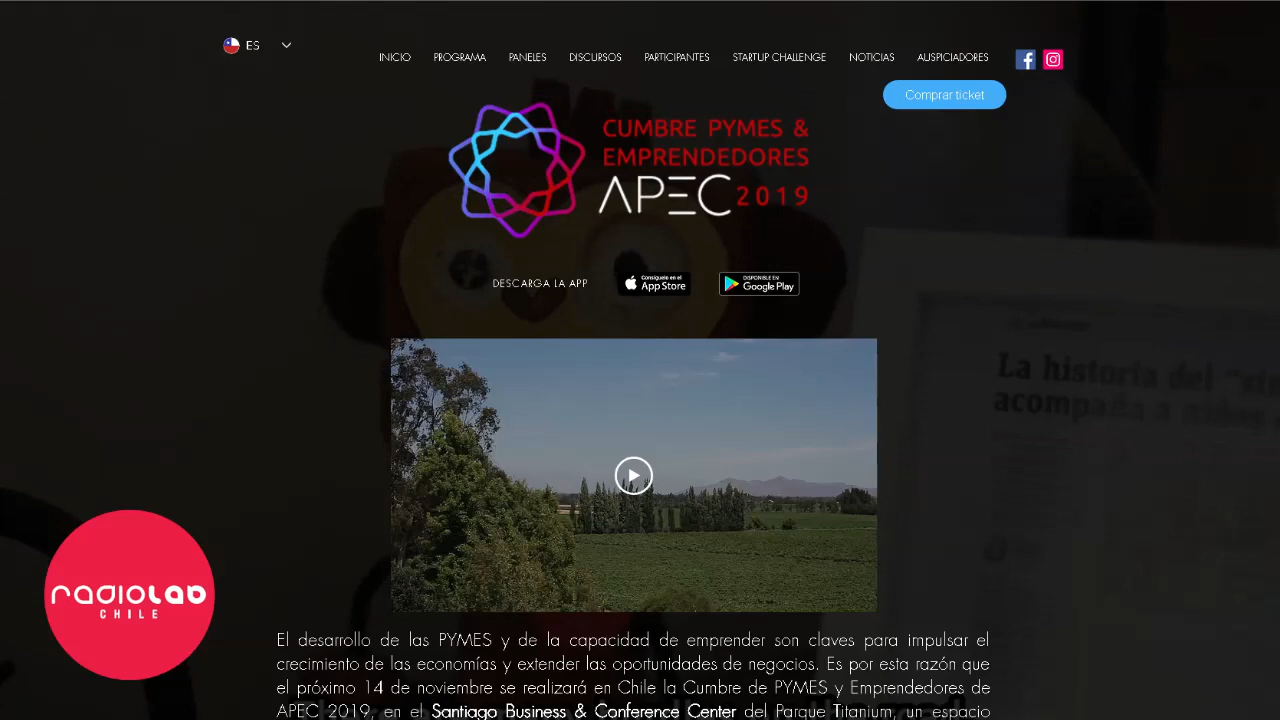 ES
INICIO PROGRAMA PANELES DISCURSOS PARTICIPANTES STARTUP CHALLENGE NOTICIAS AUSPICIADORES
Comprar ticket
CUMBRE PYMES &
EMPRENDEDORES
APEC 2019
DESCARGA LA APP
Consíguelo en el
App Store
DISPONIBLE EN
Google Play
La historia del
acompaña a niños
radioLab
CHILE
El desarrollo de las PYMES y de la capacidad de emprender son claves para impulsar el
crecimiento de las economías y extender las oportunidades de negocios. Es por esta razón que
el próximo 14 de noviembre se realizará en Chile la Cumbre de PYMES y Emprendedores de
APEC 2019, en el Santiago Business & Conference Center del Parque Titanium, un espacio